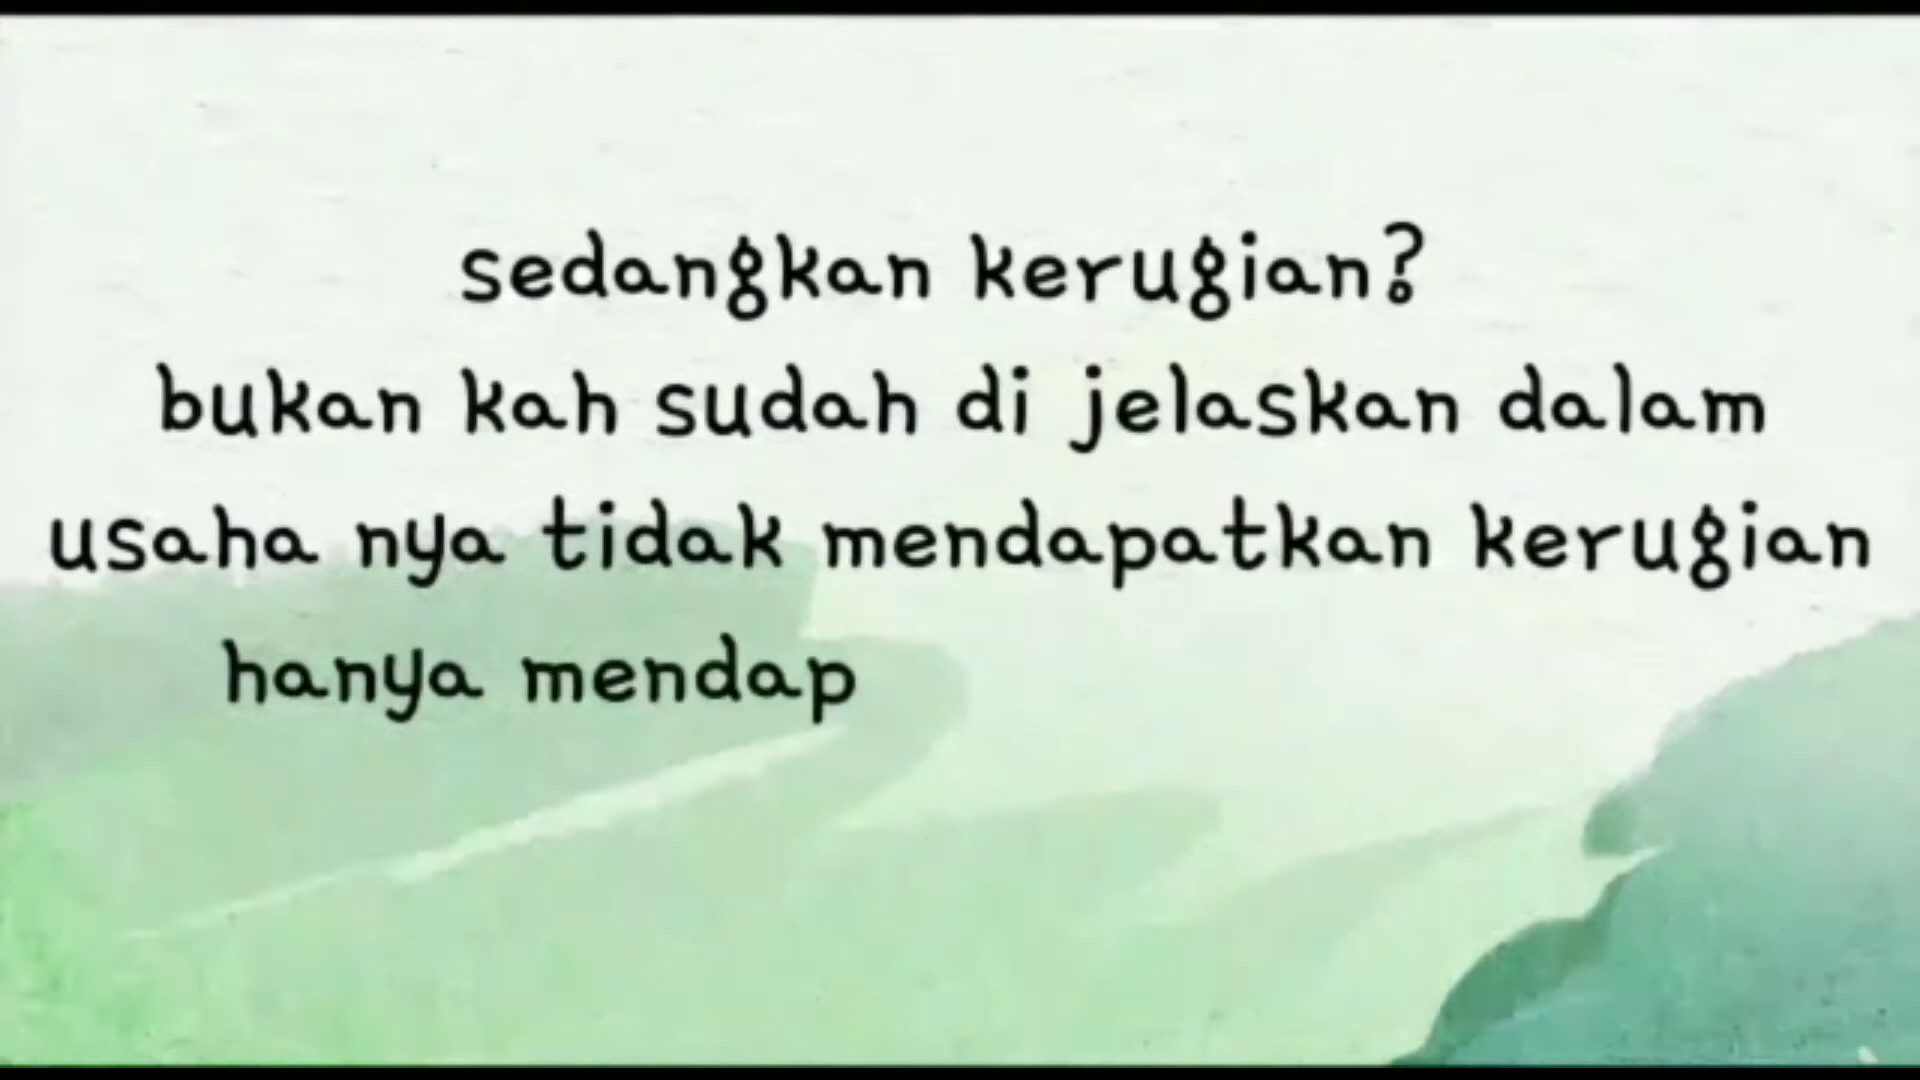 sedangkan kerugian?
bukan kah sudah di jelaskan dalam
usaha nya tidak mendapatkan kerugian
hanya mendap